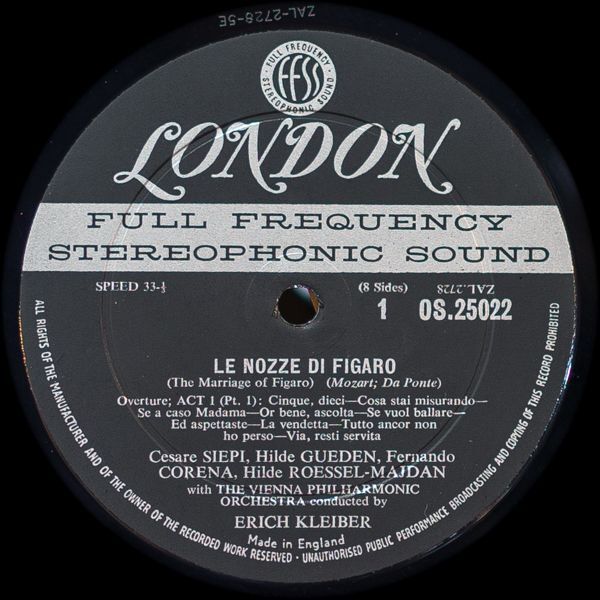 ZAL-2728-5E
· FULL FREQUENCY ·
FFSS
STEREOPHONIC SOUND
LONDON
FULL FREQUENCY
STEREOPHONIC SOUND
SPEED 33-⅓
(8 Sides)
ZAL.2728
1 OS.25022
LE NOZZE DI FIGARO
(The Marriage of Figaro) (Mozart; Da Ponte)
Overture; ACT 1 (Pt. 1): Cinque, dieci—Cosa stai misurando—
Se a caso Madama—Or bene, ascolta—Se vuol ballare—
Ed aspettaste—La vendetta—Tutto ancor non
ho perso—Via, resti servita
Cesare SIEPI, Hilde GUEDEN, Fernando
CORENA, Hilde ROESSEL-MAJDAN
with THE VIENNA PHILHARMONIC
ORCHESTRA conducted by
ERICH KLEIBER
Made in England
ALL RIGHTS OF THE MANUFACTURER AND OF THE OWNER OF THE RECORDED WORK RESERVED · UNAUTHORISED PUBLIC PERFORMANCE BROADCASTING AND COPYING OF THIS RECORD PROHIBITED